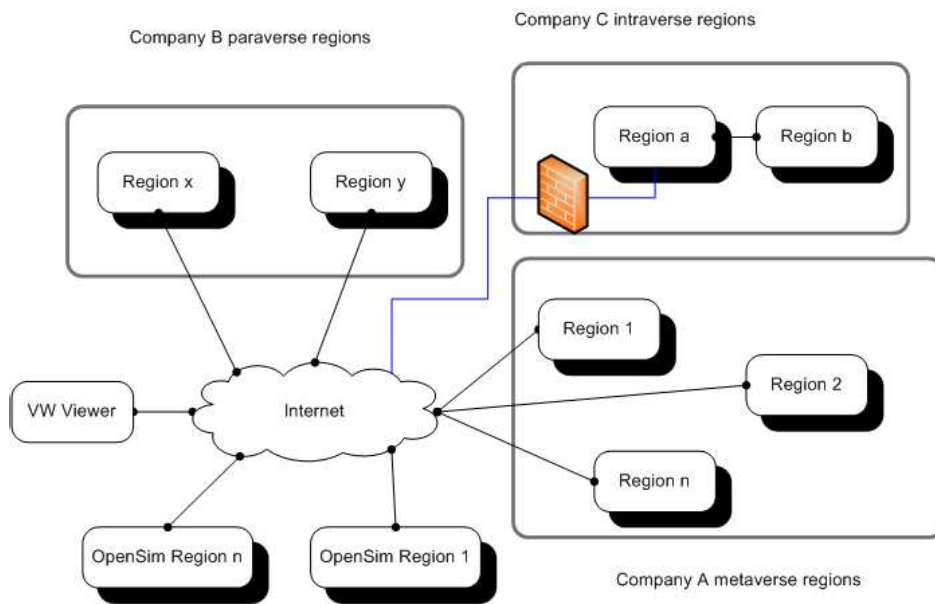 Company B paraverse regions
Company C intraverse regions
Region a
Region b
Region x
Region y
Region 1
Region 2
VW Viewer
Internet
Region n
OpenSim Region n
OpenSim Region 1
Company A metaverse regions